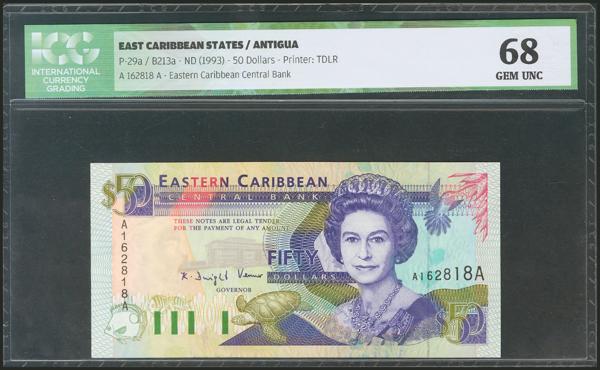 ICG
INTERNATIONAL
CURRENCY
GRADING
EAST CARIBBEAN STATES / ANTIGUA
P-29a / B213a - ND (1993) - 50 Dollars - Printer: TDLR
A 162818 A - Eastern Caribbean Central Bank
68
GEM UNC
$50
EASTERN CARIBBEAN
CENTRAL BANK
THESE NOTES ARE LEGAL TENDER
FOR THE PAYMENT OF ANY AMOUNT
A162818A
FIFTY
DOLLARS
K. Dwight Venner
GOVERNOR
A162818A
$50